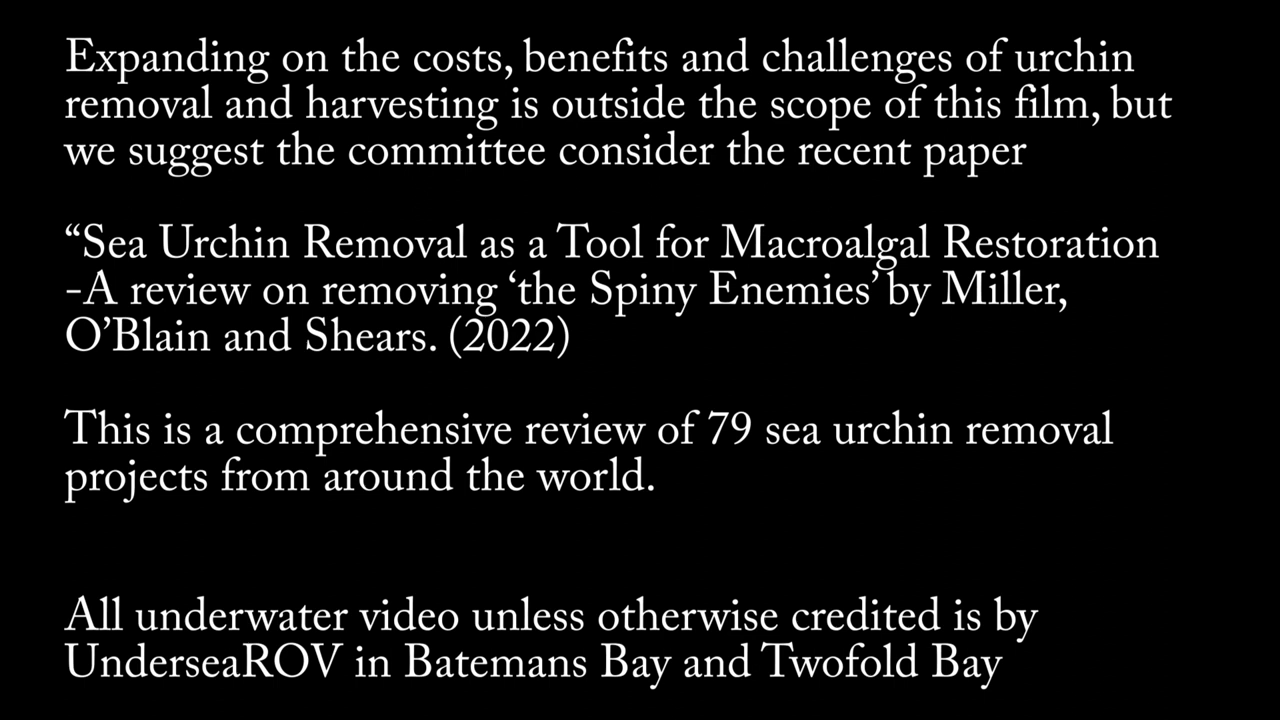 Expanding on the costs, benefits and challenges of urchin
removal and harvesting is outside the scope of this film, but
we suggest the committee consider the recent paper
“Sea Urchin Removal as a Tool for Macroalgal Restoration
-A review on removing ‘the Spiny Enemies’ by Miller,
O’Blain and Shears. (2022)
This is a comprehensive review of 79 sea urchin removal
projects from around the world.
All underwater video unless otherwise credited is by
UnderseaROV in Batemans Bay and Twofold Bay